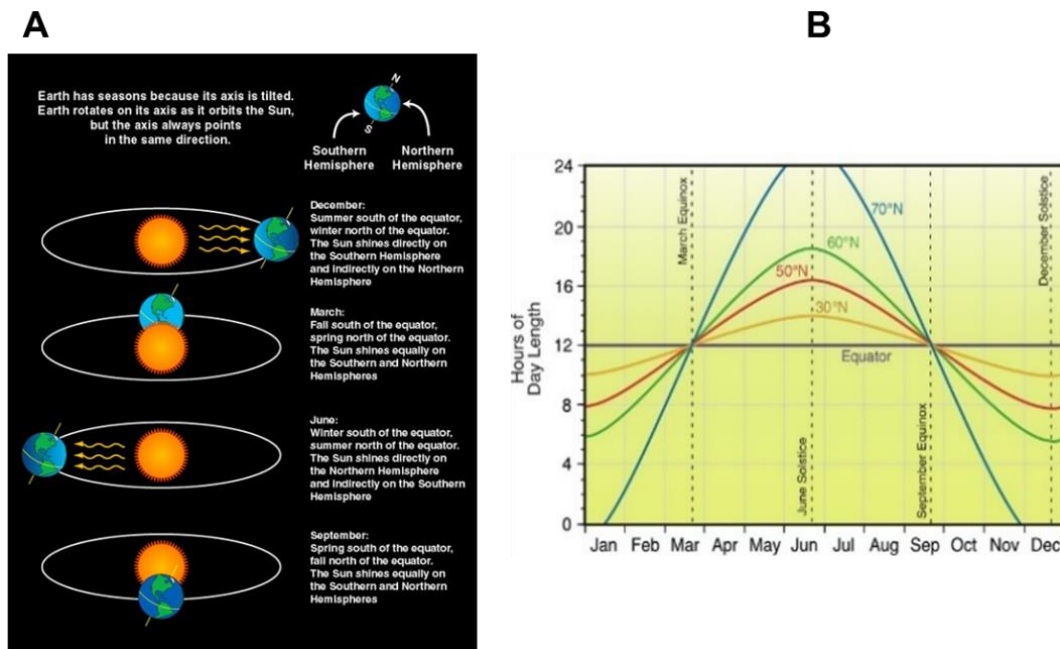 A
B
Earth has seasons because its axis is tilted.
Earth rotates on its axis as it orbits the Sun,
but the axis always points
in the same direction.
N
S
Southern
Hemisphere
Northern
Hemisphere
December:
Summer south of the equator,
winter north of the equator.
The Sun shines directly on
the Southern Hemisphere
and indirectly on the Northern
Hemisphere
March:
Fall south of the equator,
spring north of the equator.
The Sun shines equally on
the Southern and Northern
Hemispheres
June:
Winter south of the equator,
summer north of the equator.
The Sun shines directly on
the Northern Hemisphere
and indirectly on the Southern
Hemisphere
September:
Spring south of the equator,
fall north of the equator.
The Sun shines equally on
the Southern and Northern
Hemispheres
Hours of
Day Length
24
20
16
12
8
4
0
March Equinox
June Solstice
September Equinox
December Solstice
70°N
60°N
50°N
30°N
Equator
Jan Feb Mar Apr May Jun Jul Aug Sep Oct Nov Dec